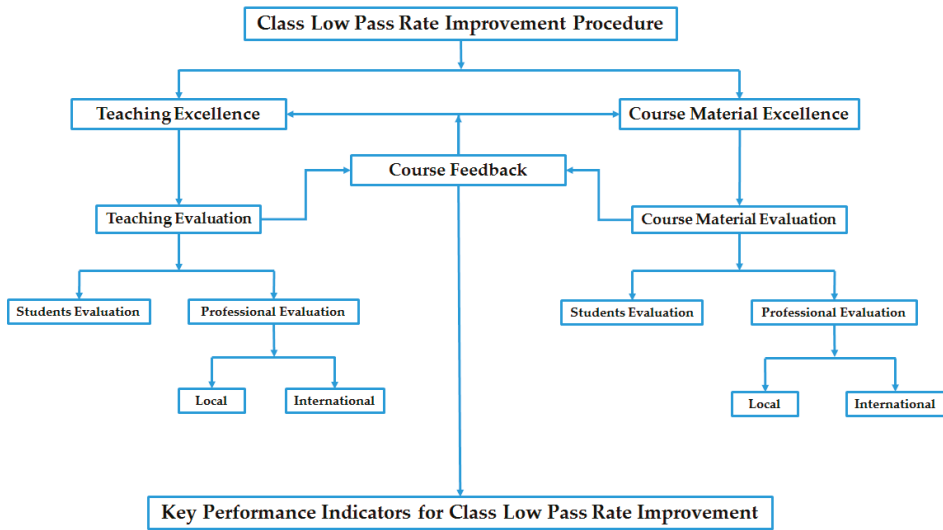 Class Low Pass Rate Improvement Procedure
Teaching Excellence
Course Material Excellence
Course Feedback
Teaching Evaluation
Course Material Evaluation
Students Evaluation
Professional Evaluation
Students Evaluation
Professional Evaluation
Local
International
Local
International
Key Performance Indicators for Class Low Pass Rate Improvement